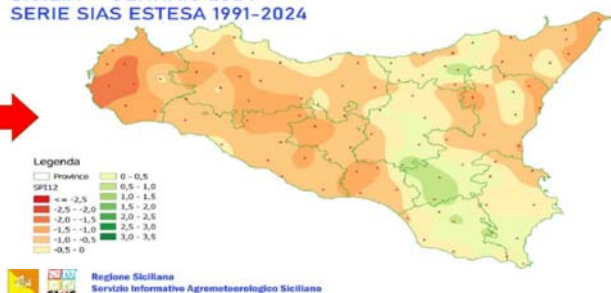 SERIE SIAS ESTESA 1991-2024
Legenda
Province
SPI12
<= -2,5
-2,5 - -2,0
-2,0 - -1,5
-1,5 - -1,0
-1,0 - -0,5
-0,5 - 0
0 - 0,5
0,5 - 1,0
1,0 - 1,5
1,5 - 2,0
2,0 - 2,5
2,5 - 3,0
3,0 - 3,5
Regione Siciliana
Servizio Informativo Agrometeorologico Siciliano